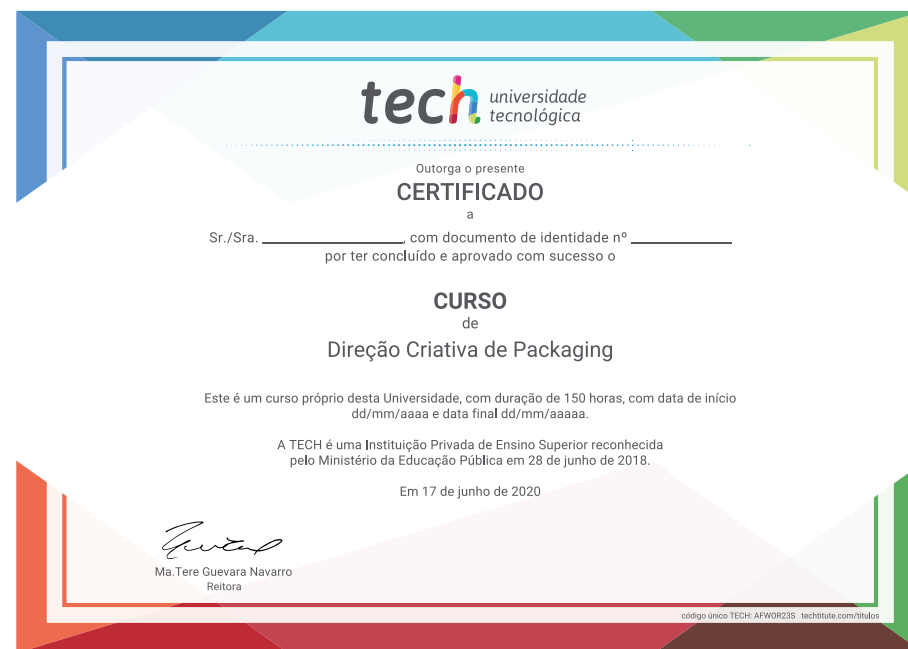 tech universidade
tecnológica
Outorga o presente
CERTIFICADO
a
Sr./Sra. ____________, com documento de identidade nº ____________
por ter concluído e aprovado com sucesso o
CURSO
de
Direção Criativa de Packaging
Este é um curso próprio desta Universidade, com duração de 150 horas, com data de início
dd/mm/aaaa e data final dd/mm/aaaaa.
A TECH é uma Instituição Privada de Ensino Superior reconhecida
pelo Ministério da Educação Pública em 28 de junho de 2018.
Em 17 de junho de 2020
Ma.Tere Guevara Navarro
Reitora
código único TECH: AFWOR23S techtitute.com/titulos